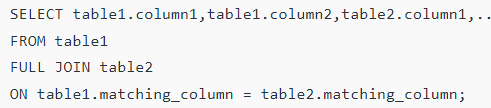 SELECT table1.column1,table1.column2,table2.column1,..
FROM table1
FULL JOIN table2
ON table1.matching_column = table2.matching_column;